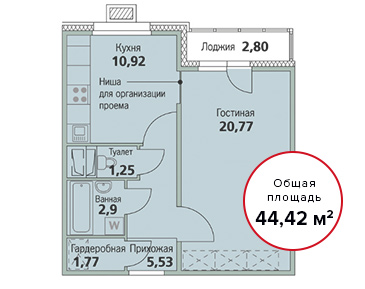 Кухня
10,92
Лоджия 2,80
Ниша
для организации
проема
Гостиная
20,77
Туалет
1,25
Ванная
2,9
W
Общая
площадь
44,42 м²
Гардеробная
1,77
Прихожая
5,53